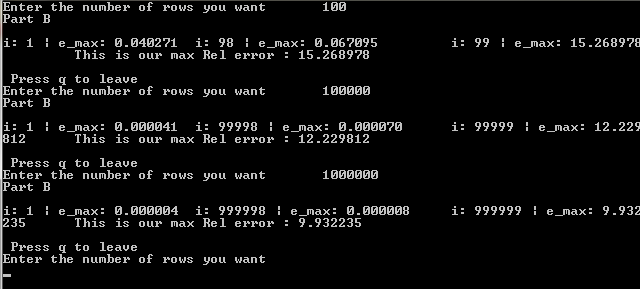 Enter the number of rows you want 100
Part B
i: 1 | e_max: 0.040271 i: 98 | e_max: 0.067095 i: 99 | e_max: 15.268978
This is our max Rel error : 15.268978
Press q to leave
Enter the number of rows you want 100000
Part B
i: 1 | e_max: 0.000041 i: 99998 | e_max: 0.000070 i: 99999 | e_max: 12.229
812 This is our max Rel error : 12.229812
Press q to leave
Enter the number of rows you want 1000000
Part B
i: 1 | e_max: 0.000004 i: 999998 | e_max: 0.000008 i: 999999 | e_max: 9.932
235 This is our max Rel error : 9.932235
Press q to leave
Enter the number of rows you want